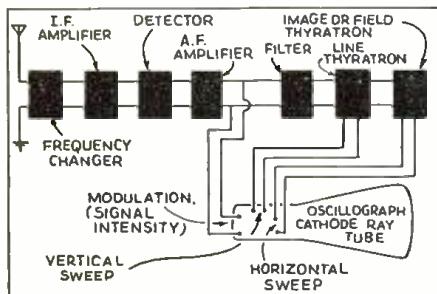 I.F.
AMPLIFIER
DETECTOR
A.F.
AMPLIFIER
FILTER
IMAGE OR FIELD
THYRATRON
LINE
THYRATRON
FREQUENCY
CHANGER
MODULATION,
(SIGNAL
INTENSITY)
OSCILLOGRAPH
CATHODE RAY
TUBE
VERTICAL
SWEEP
HORIZONTAL
SWEEP